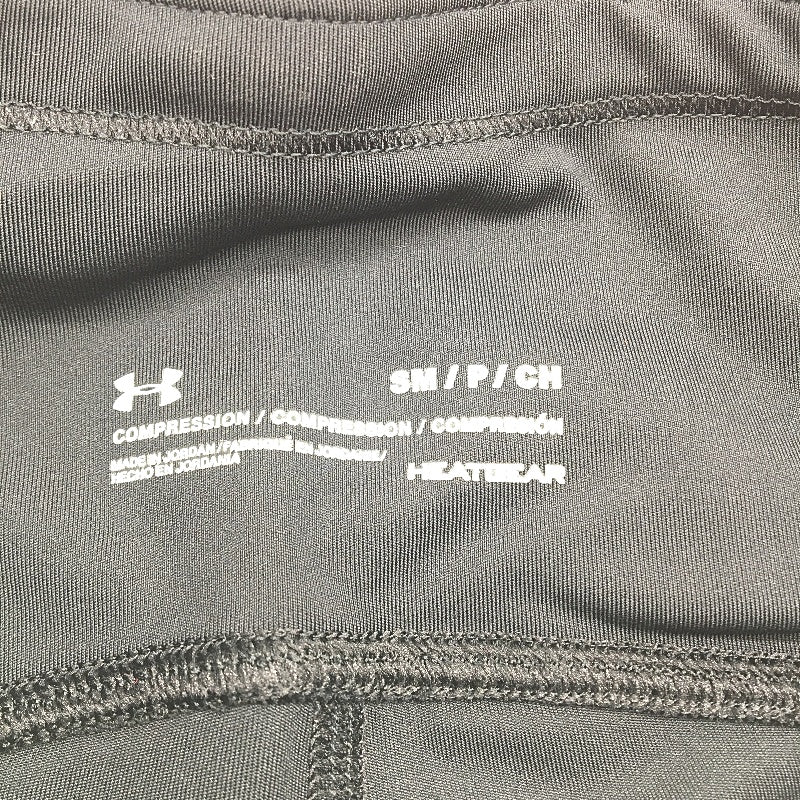 SM / P / CH
COMPRESSION / COMPRESSION / COMPRESIÓN
MADE IN JORDAN / FABRIQUÉ EN JORDANIE /
HECHO EN JORDANIA
HEATGEAR